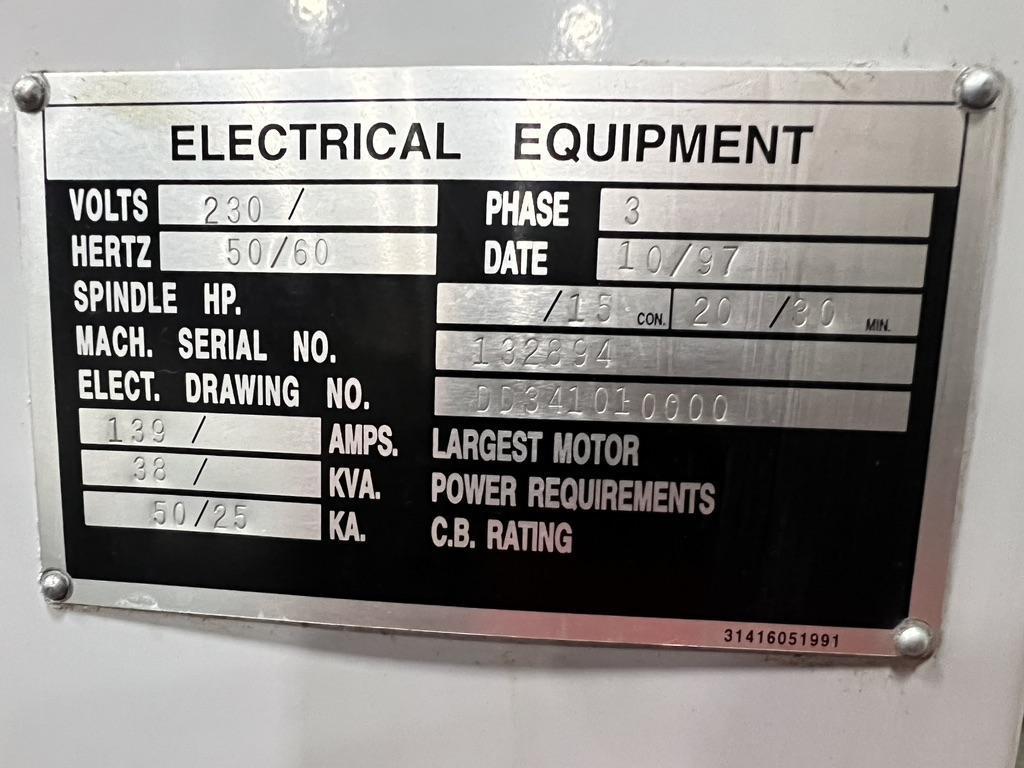 ELECTRICAL EQUIPMENT
VOLTS 230 / PHASE 3
HERTZ 50/60 DATE 10/97
SPINDLE HP. /15 CON. 20 /30 MIN.
MACH. SERIAL NO. 132894
ELECT. DRAWING NO. DD34101-0000
139 / AMPS. LARGEST MOTOR
38 / KVA. POWER REQUIREMENTS
50/25 KA. C.B. RATING
31416051991